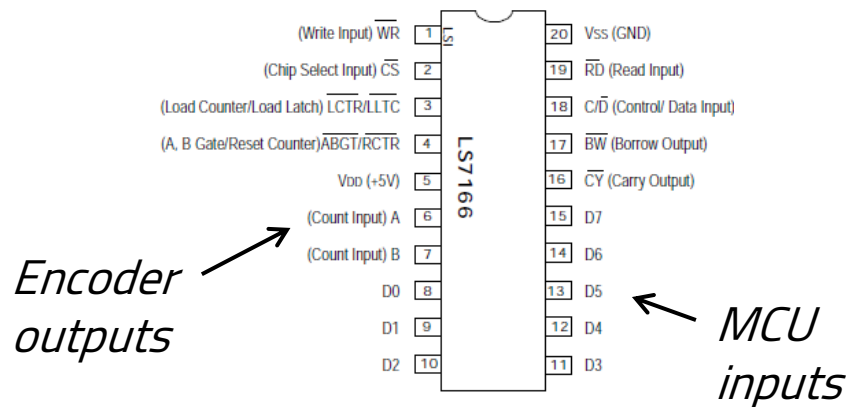 (Write Input) WR 1 LSI 20 Vss (GND)
(Chip Select Input) CS 2 19 RD (Read Input)
(Load Counter/Load Latch) LCTR/LLTC 3 18 C/D (Control/ Data Input)
(A, B Gate/Reset Counter)ABGT/RCTR 4 17 BW (Borrow Output)
VDD (+5V) 5 16 CY (Carry Output)
LS7166
(Count Input) A 6 15 D7
(Count Input) B 7 14 D6
D0 8 13 D5
D1 9 12 D4
D2 10 11 D3
Encoder
outputs
MCU
inputs